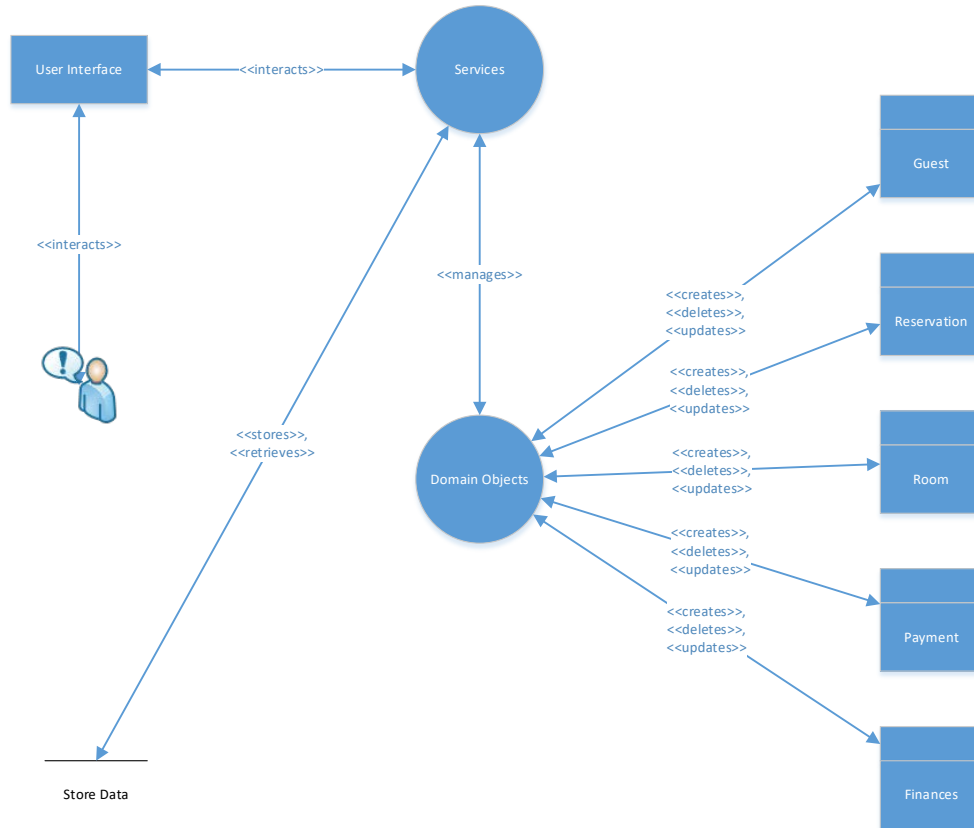 User Interface
<<interacts>>
Services
Guest
<<interacts>>
<<manages>>
<<creates>>,
<<deletes>>,
<<updates>>
Reservation
<<creates>>,
<<deletes>>,
<<updates>>
<<stores>>,
<<retrieves>>
Domain Objects
<<creates>>,
<<deletes>>,
<<updates>>
Room
<<creates>>,
<<deletes>>,
<<updates>>
Payment
<<creates>>,
<<deletes>>,
<<updates>>
Store Data
Finances